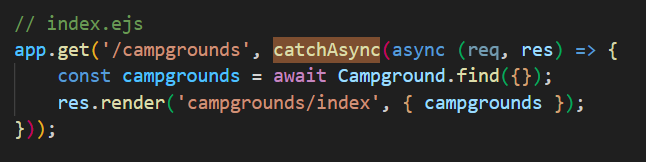 // index.ejs
app.get('/campgrounds', catchAsync(async (req, res) => {
    const campgrounds = await Campground.find({});
    res.render('campgrounds/index', { campgrounds });
}));